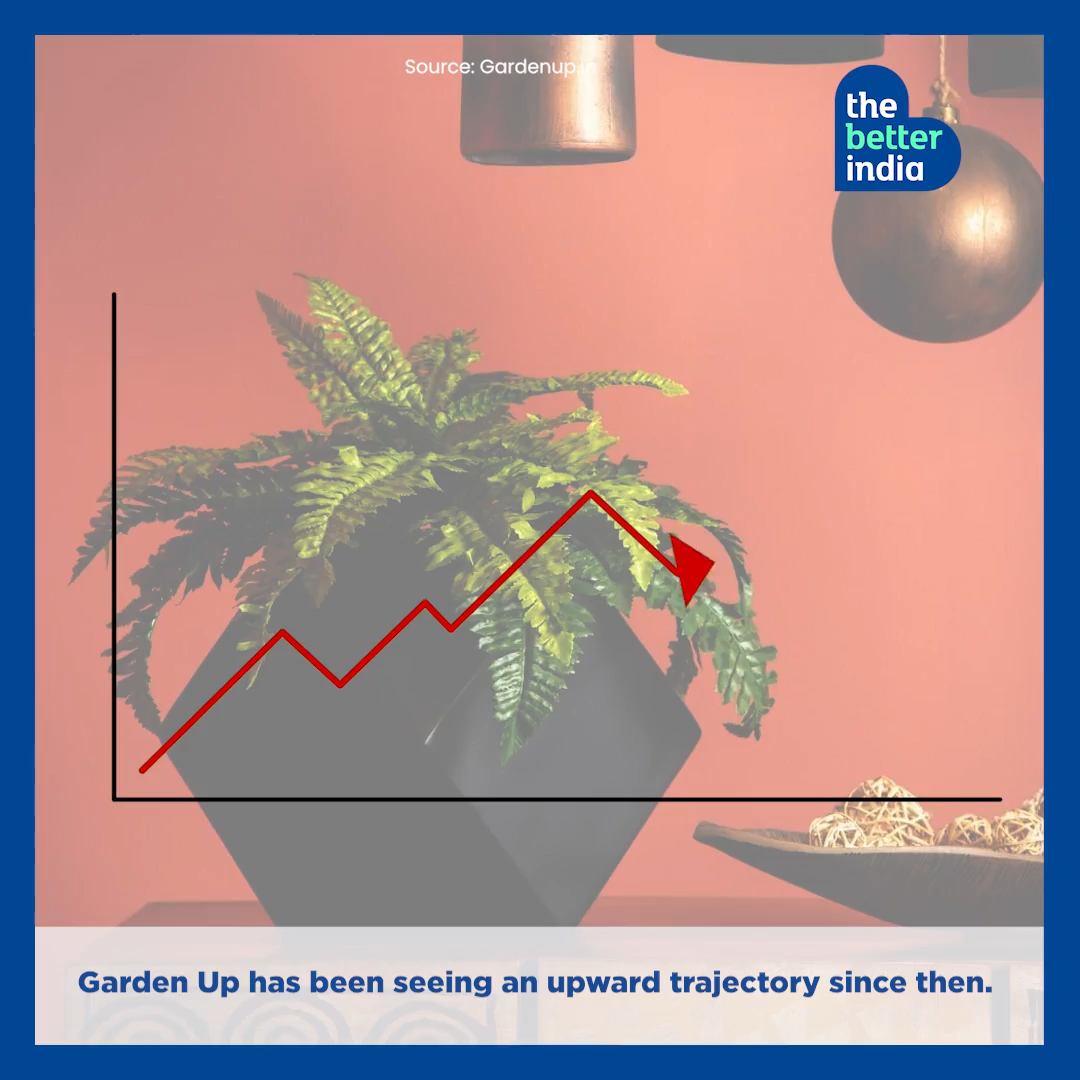 Source: Gardenup.in
the
better
india
Garden Up has been seeing an upward trajectory since then.